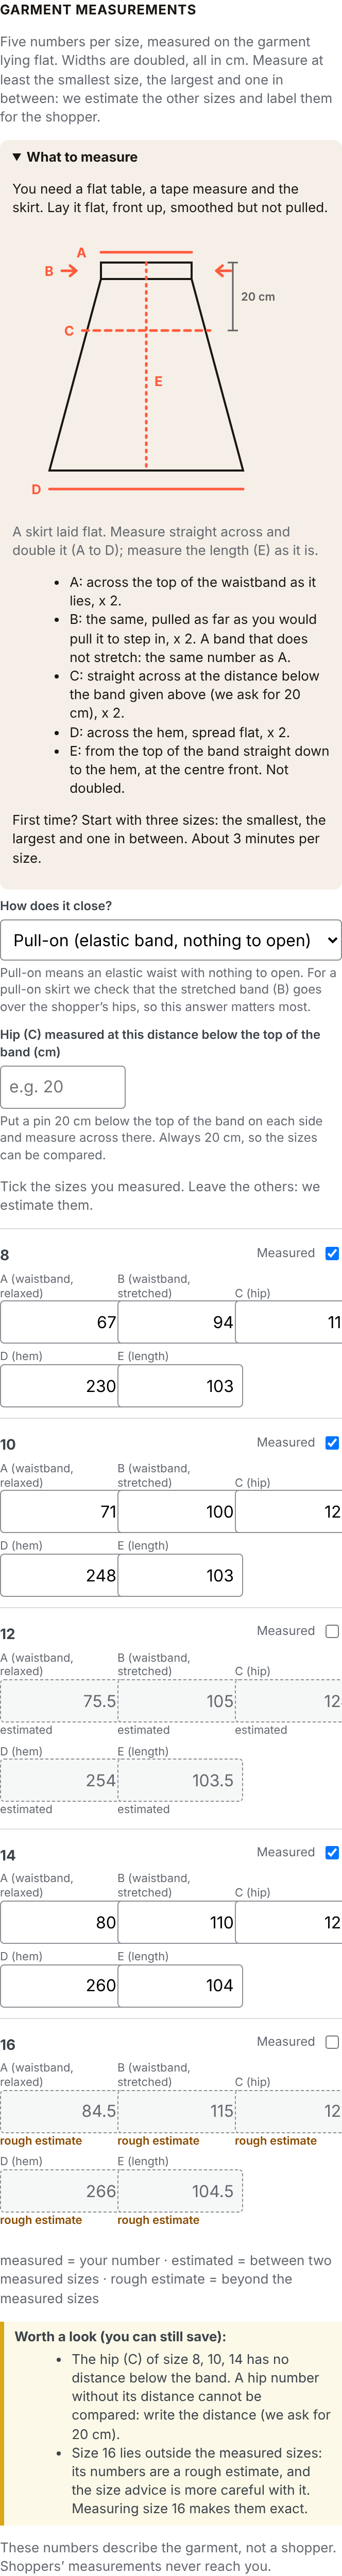 GARMENT MEASUREMENTS
Five numbers per size, measured on the garment
lying flat. Widths are doubled, all in cm. Measure at
least the smallest size, the largest and one in
between: we estimate the other sizes and label them
for the shopper.
▼ What to measure
You need a flat table, a tape measure and the
skirt. Lay it flat, front up, smoothed but not pulled.
A
B
20 cm
C
E
D
A skirt laid flat. Measure straight across and
double it (A to D); measure the length (E) as it is.
• A: across the top of the waistband as it
lies, x 2.
• B: the same, pulled as far as you would
pull it to step in, x 2. A band that does
not stretch: the same number as A.
• C: straight across at the distance below
the band given above (we ask for 20
cm), x 2.
• D: across the hem, spread flat, x 2.
• E: from the top of the band straight down
to the hem, at the centre front. Not
doubled.
First time? Start with three sizes: the smallest, the
largest and one in between. About 3 minutes per
size.
How does it close?
Pull-on (elastic band, nothing to open)
Pull-on means an elastic waist with nothing to open. For a
pull-on skirt we check that the stretched band (B) goes
over the shopper's hips, so this answer matters most.
Hip (C) measured at this distance below the top of the
band (cm)
e.g. 20
Put a pin 20 cm below the top of the band on each side
and measure across there. Always 20 cm, so the sizes
can be compared.
Tick the sizes you measured. Leave the others: we
estimate them.
8 Measured
A (waistband, relaxed) B (waistband, stretched) C (hip)
67 94 11
D (hem) E (length)
230 103
10 Measured
A (waistband, relaxed) B (waistband, stretched) C (hip)
71 100 12
D (hem) E (length)
248 103
12 Measured
A (waistband, relaxed) B (waistband, stretched) C (hip)
75.5 105 12
estimated estimated estimated
D (hem) E (length)
254 103.5
estimated estimated
14 Measured
A (waistband, relaxed) B (waistband, stretched) C (hip)
80 110 12
D (hem) E (length)
260 104
16 Measured
A (waistband, relaxed) B (waistband, stretched) C (hip)
84.5 115 12
rough estimate rough estimate rough estimate
D (hem) E (length)
266 104.5
rough estimate rough estimate
measured = your number · estimated = between two
measured sizes · rough estimate = beyond the
measured sizes
Worth a look (you can still save):
• The hip (C) of size 8, 10, 14 has no
distance below the band. A hip number
without its distance cannot be
compared: write the distance (we ask for
20 cm).
• Size 16 lies outside the measured sizes:
its numbers are a rough estimate, and
the size advice is more careful with it.
Measuring size 16 makes them exact.
These numbers describe the garment, not a shopper.
Shoppers' measurements never reach you.